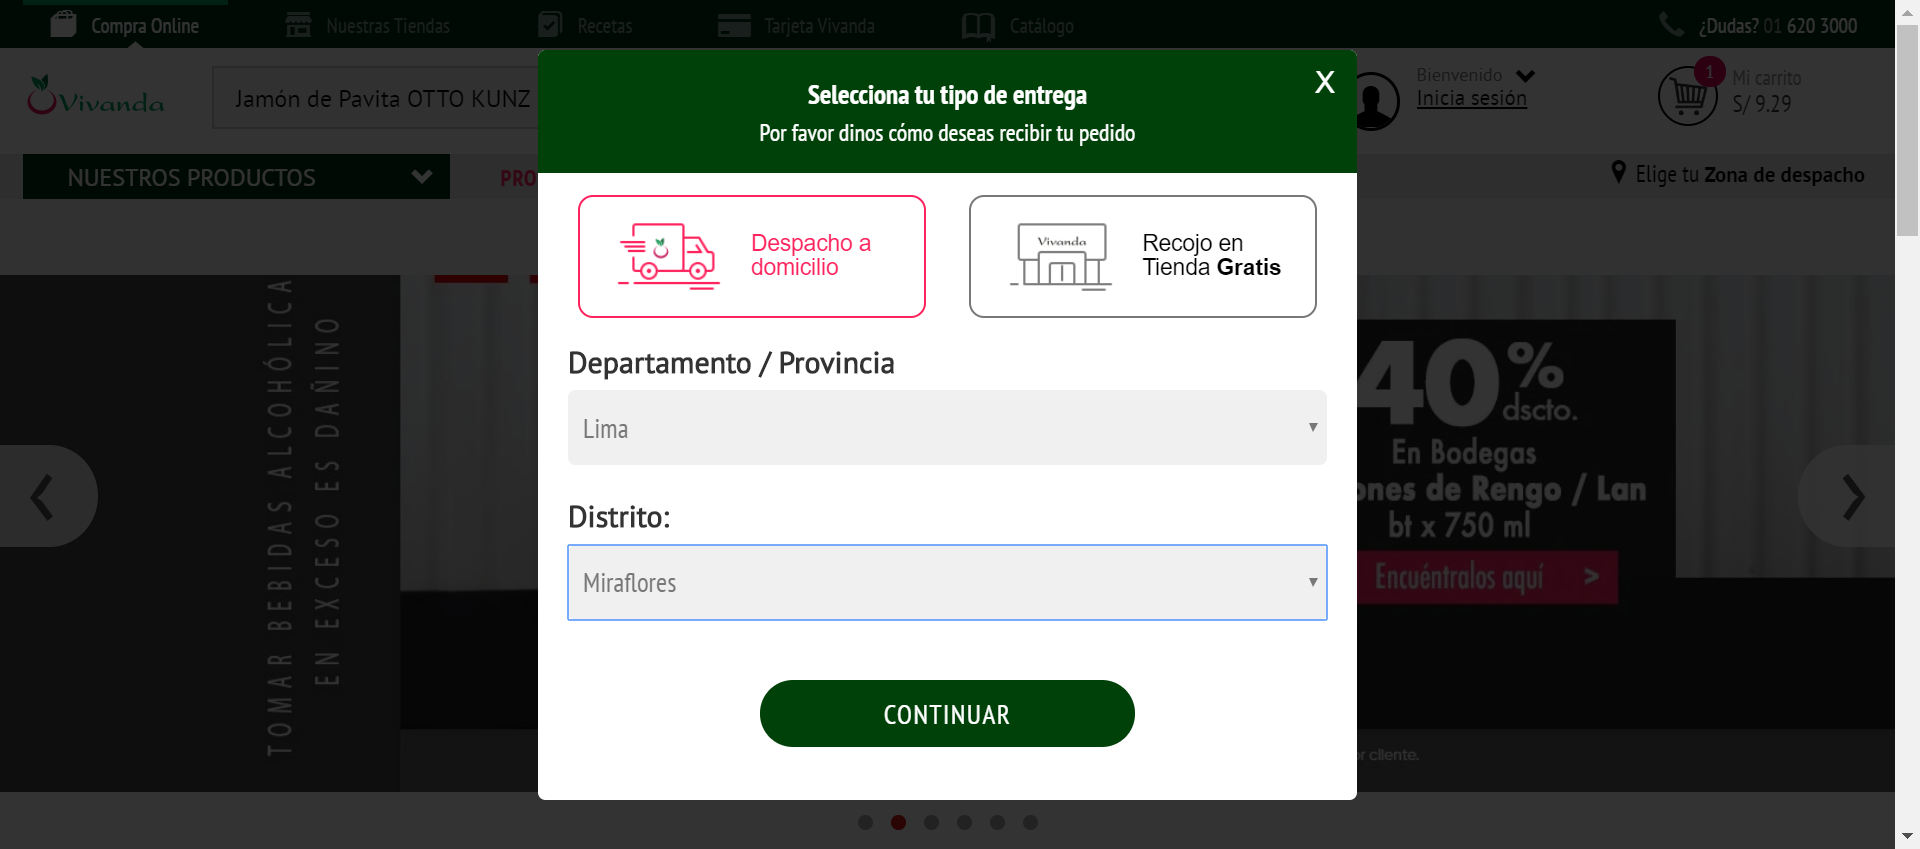 Compra Online
Nuestras Tiendas
Recetas
Tarjeta Vivanda
Catálogo
¿Dudas? 01 620 3000
Vivanda
Jamón de Pavita OTTO KUNZ
Bienvenido
Inicia sesión
1
Mi carrito
S/ 9.29
NUESTROS PRODUCTOS
PRO
Elige tu Zona de despacho
Selecciona tu tipo de entrega
X
Por favor dinos cómo deseas recibir tu pedido
Despacho a
domicilio
Vivanda
Recojo en
Tienda Gratis
Departamento / Provincia
Lima
Distrito:
Miraflores
CONTINUAR
TOMAR BEBIDAS ALCOHÓLICA
EN EXCESO ES DAÑINO
40%
dscto.
En Bodegas
ones de Rengo / Lan
bt x 750 ml
Encuéntralos aquí >
or cliente.